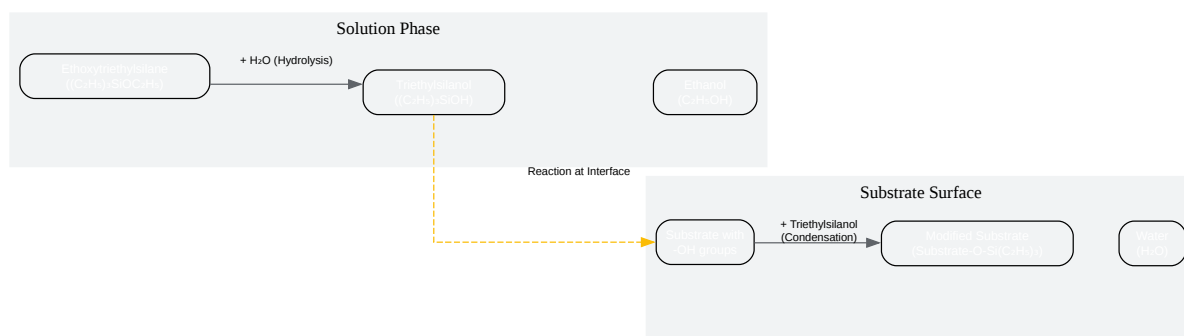 Solution Phase
Ethoxytriethylsilane
((C₂H₅)₃SiOC₂H₅)
+ H₂O (Hydrolysis)
Triethylsilanol
((C₂H₅)₃SiOH)
Ethanol
(C₂H₅OH)
Reaction at Interface
Substrate Surface
Substrate with
-OH groups
+ Triethylsilanol
(Condensation)
Modified Substrate
(Substrate-O-Si(C₂H₅)₃)
Water
(H₂O)